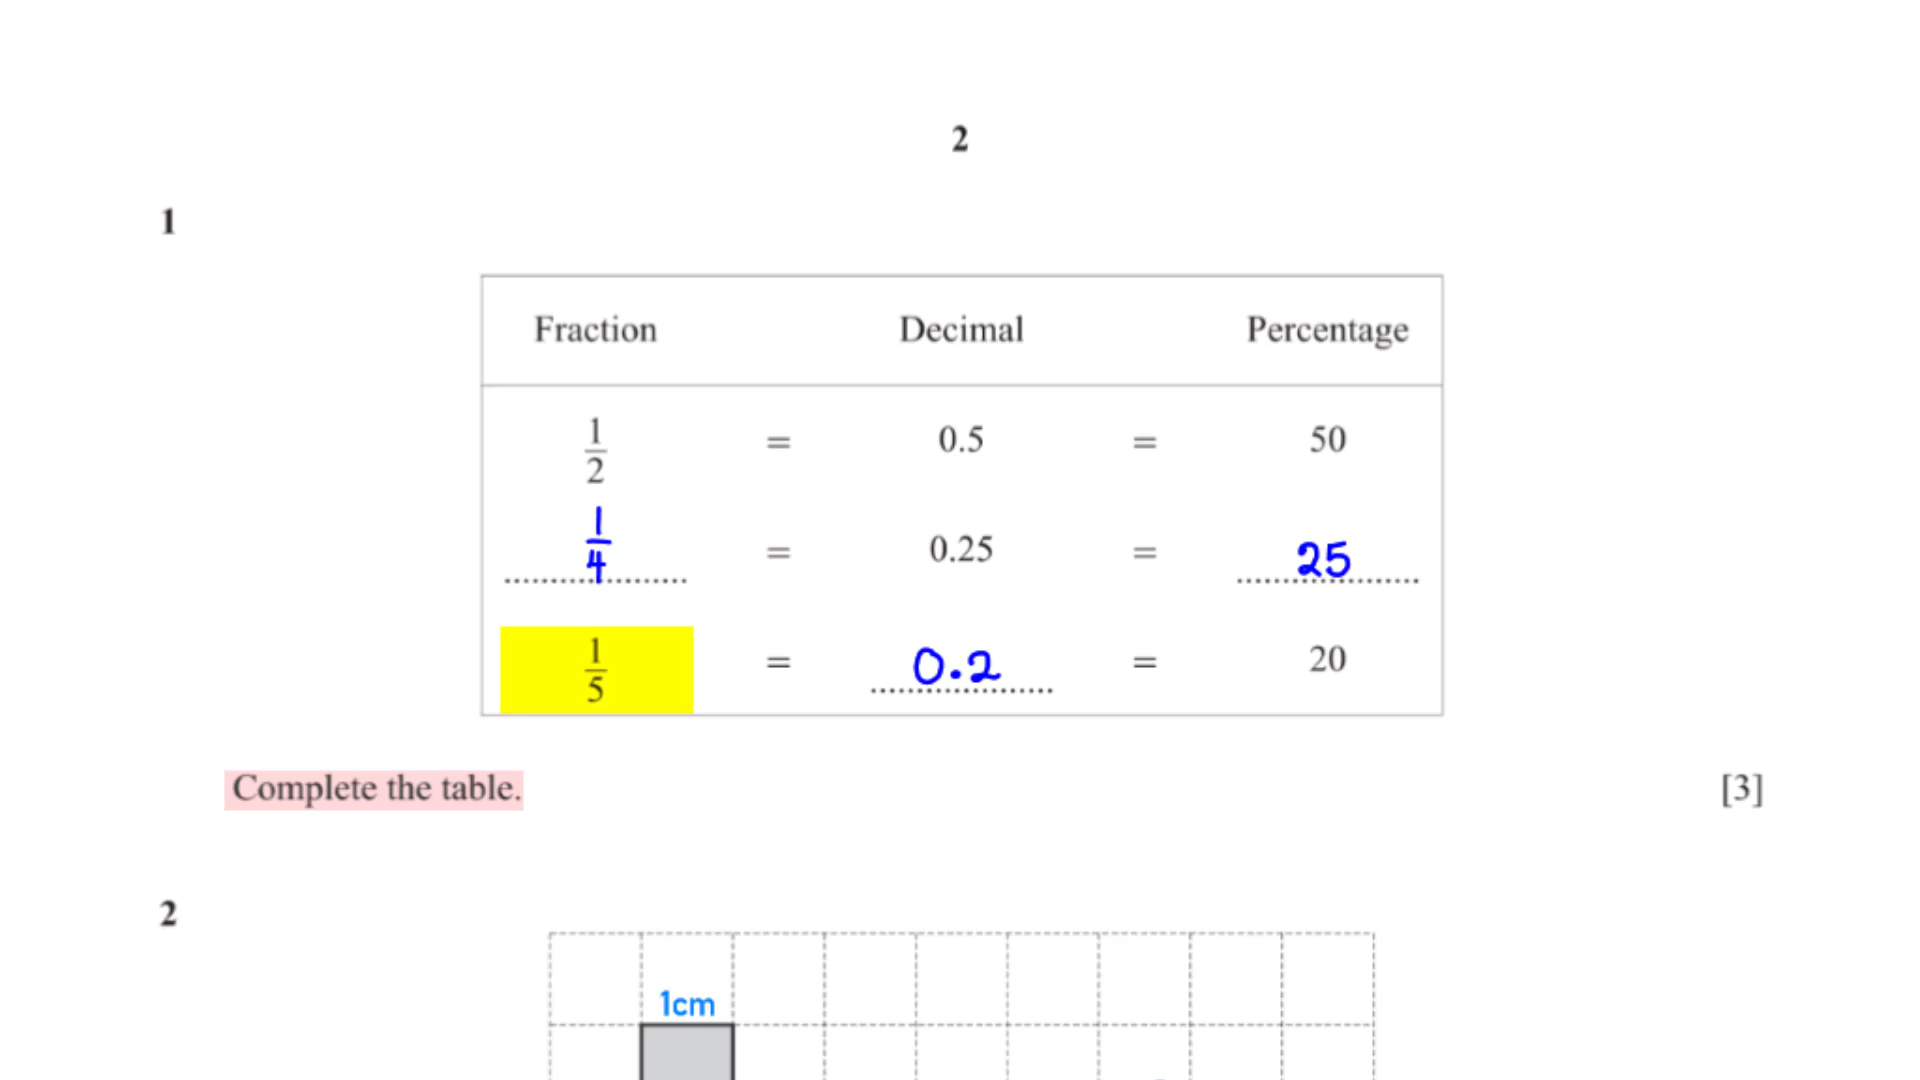 2
1
Fraction Decimal Percentage
1/2 = 0.5 = 50
1/4 = 0.25 = 25
1/5 = 0.2 = 20
Complete the table. [3]
2
1cm